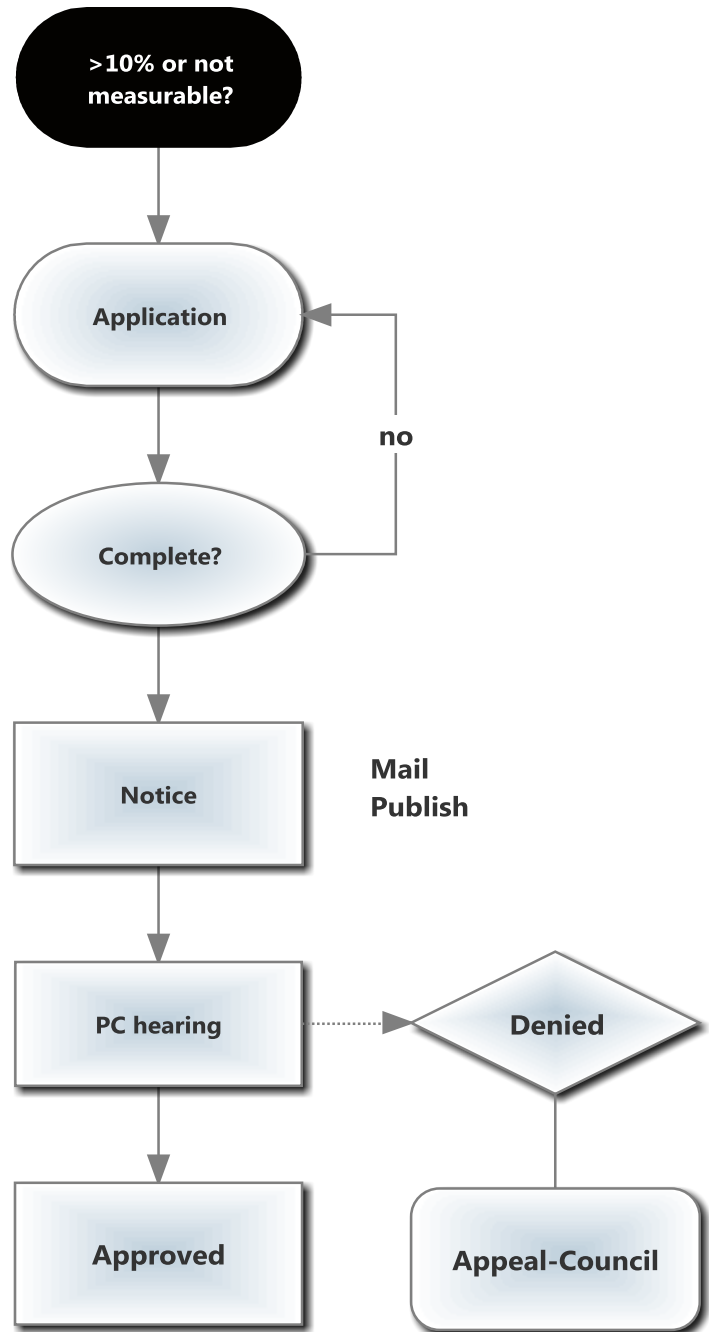 >10% or not
measurable?
Application
no
Complete?
Notice
Mail
Publish
PC hearing
Denied
Approved
Appeal-Council